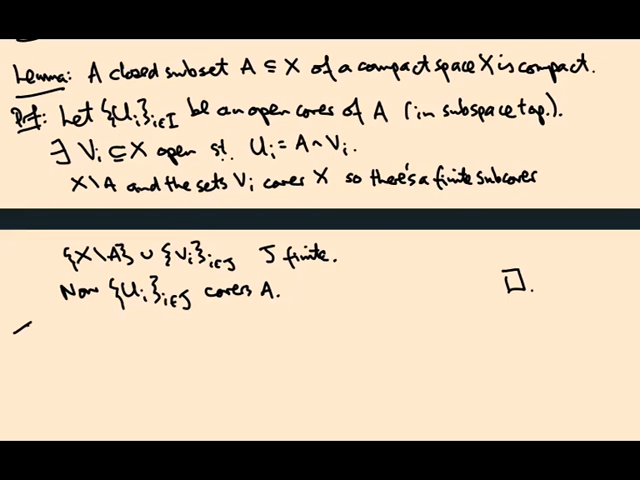 Lemma: A closed subset A ⊆ X of a compact space X is compact.
Prf: Let {Uᵢ}ᵢ∈I be an open cover of A (in subspace top.).
∃ Vᵢ ⊆ X open st. Uᵢ = A ∩ Vᵢ.
X\A and the sets Vᵢ cover X so there's a finite subcover
{X\A} ∪ {Vᵢ}ᵢ∈J J finite.
Now {Uᵢ}ᵢ∈J covers A. □.